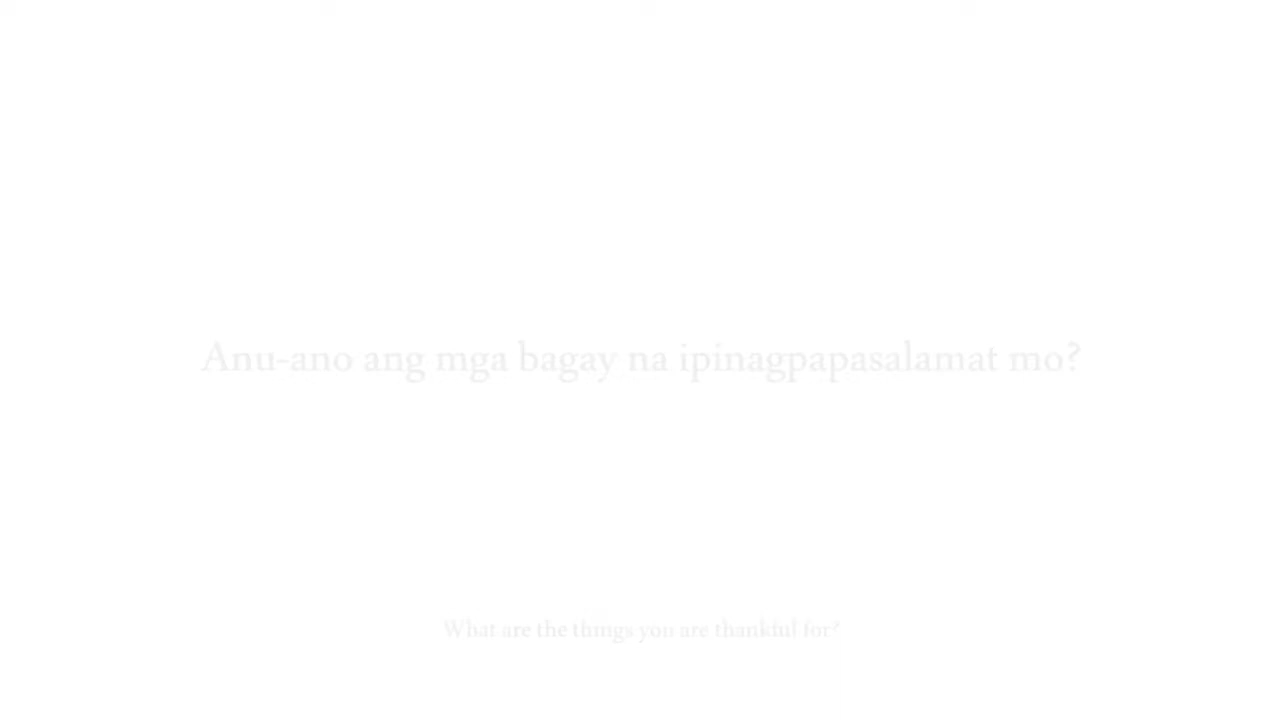 Anu-ano ang mga bagay na ipinagpapasalamat mo?
What are the things you are thankful for?